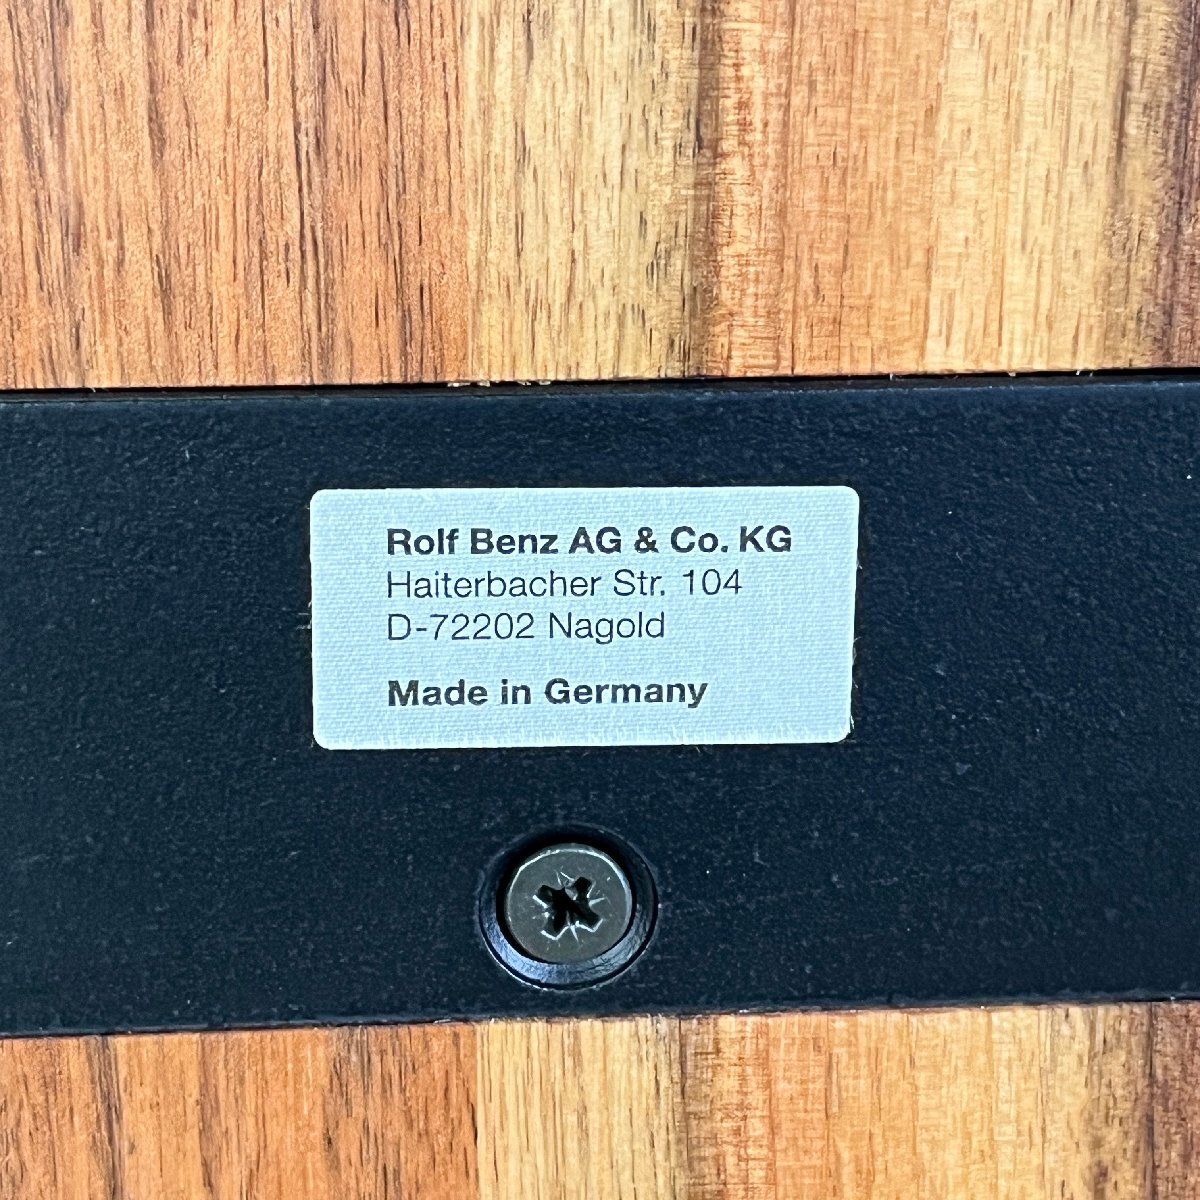 Rolf Benz AG & Co. KG
Haiterbacher Str. 104
D-72202 Nagold
Made in Germany